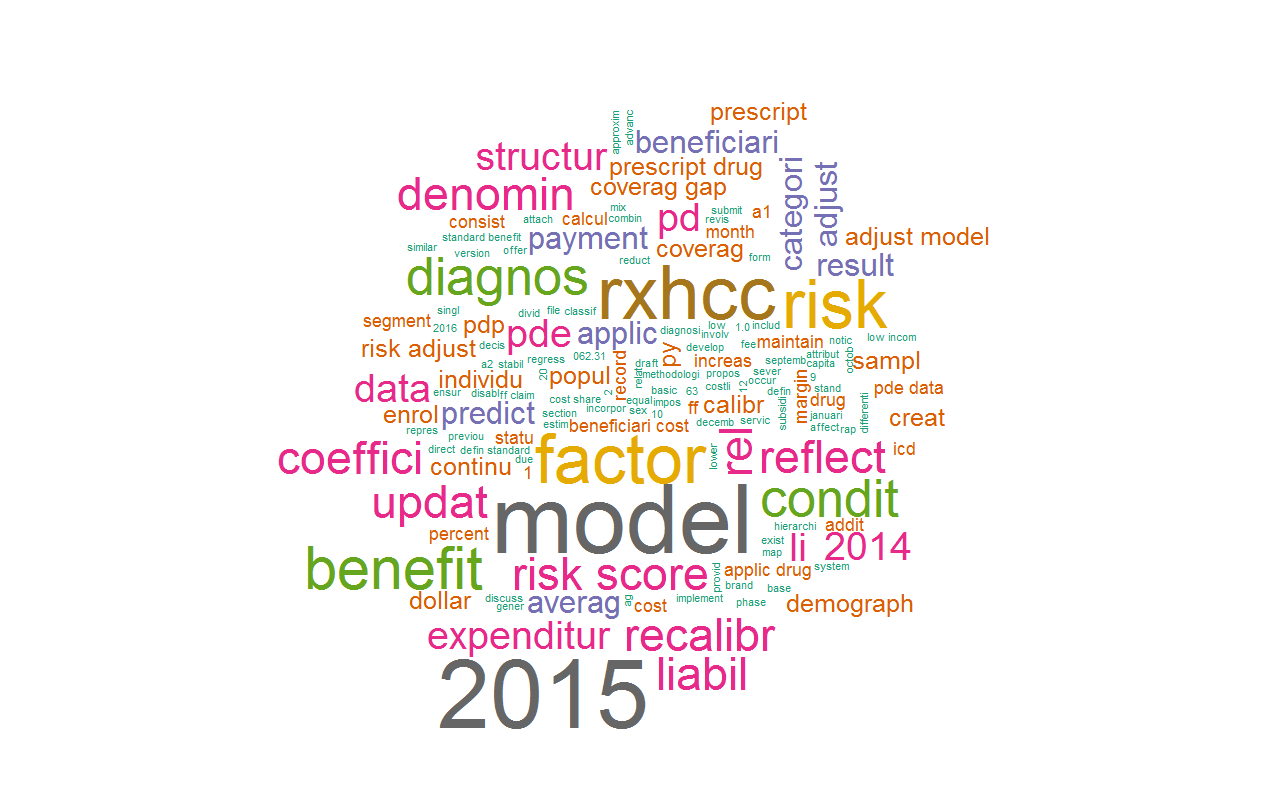 prescript
approxim
advanc
beneficiari
structur
prescript drug
categori
adjust
denomin
coverag gap
mix
combin
submit
revis
pd
a1
consist
attach
calcul
month
adjust model
standard benefit
payment
coverag
similar
version
offer
reduct
form
result
diagnos
rxhcc
risk
singl
divid
file
classif
segment
2016
pdp
pde
applic
diagnosi
low
involv
1.0
includ
fee
maintain
notic
low incom
risk adjust
decis
a2
stabil
regress
062.31
record
py
develop
increas
septemb
attribut
capita
octob
sampl
data
individu
20
popul
draft
relat
methodologi
propos
sever
occur
margin
9
stand
pde data
ensur
disabl
ff claim
cost share
2
basic
63
costli
12
defin
drug
enrol
predict
section
incorpor
equal
sex
impos
10
ff
calibr
subsidi
januari
differenti
creat
repres
estim
beneficiari cost
decemb
servic
affect
rap
previou
statu
factor
rel
reflect
icd
coeffici
direct
defin standard
due
lower
continu
1
updat
model
condit
percent
hierarchi
addit
exist
map
li
2014
benefit
risk score
provid
applic drug
system
brand
base
dollar
discuss
gener
averag
ag
cost
implement
phase
demograph
expenditur
recalibr
2015
liabil